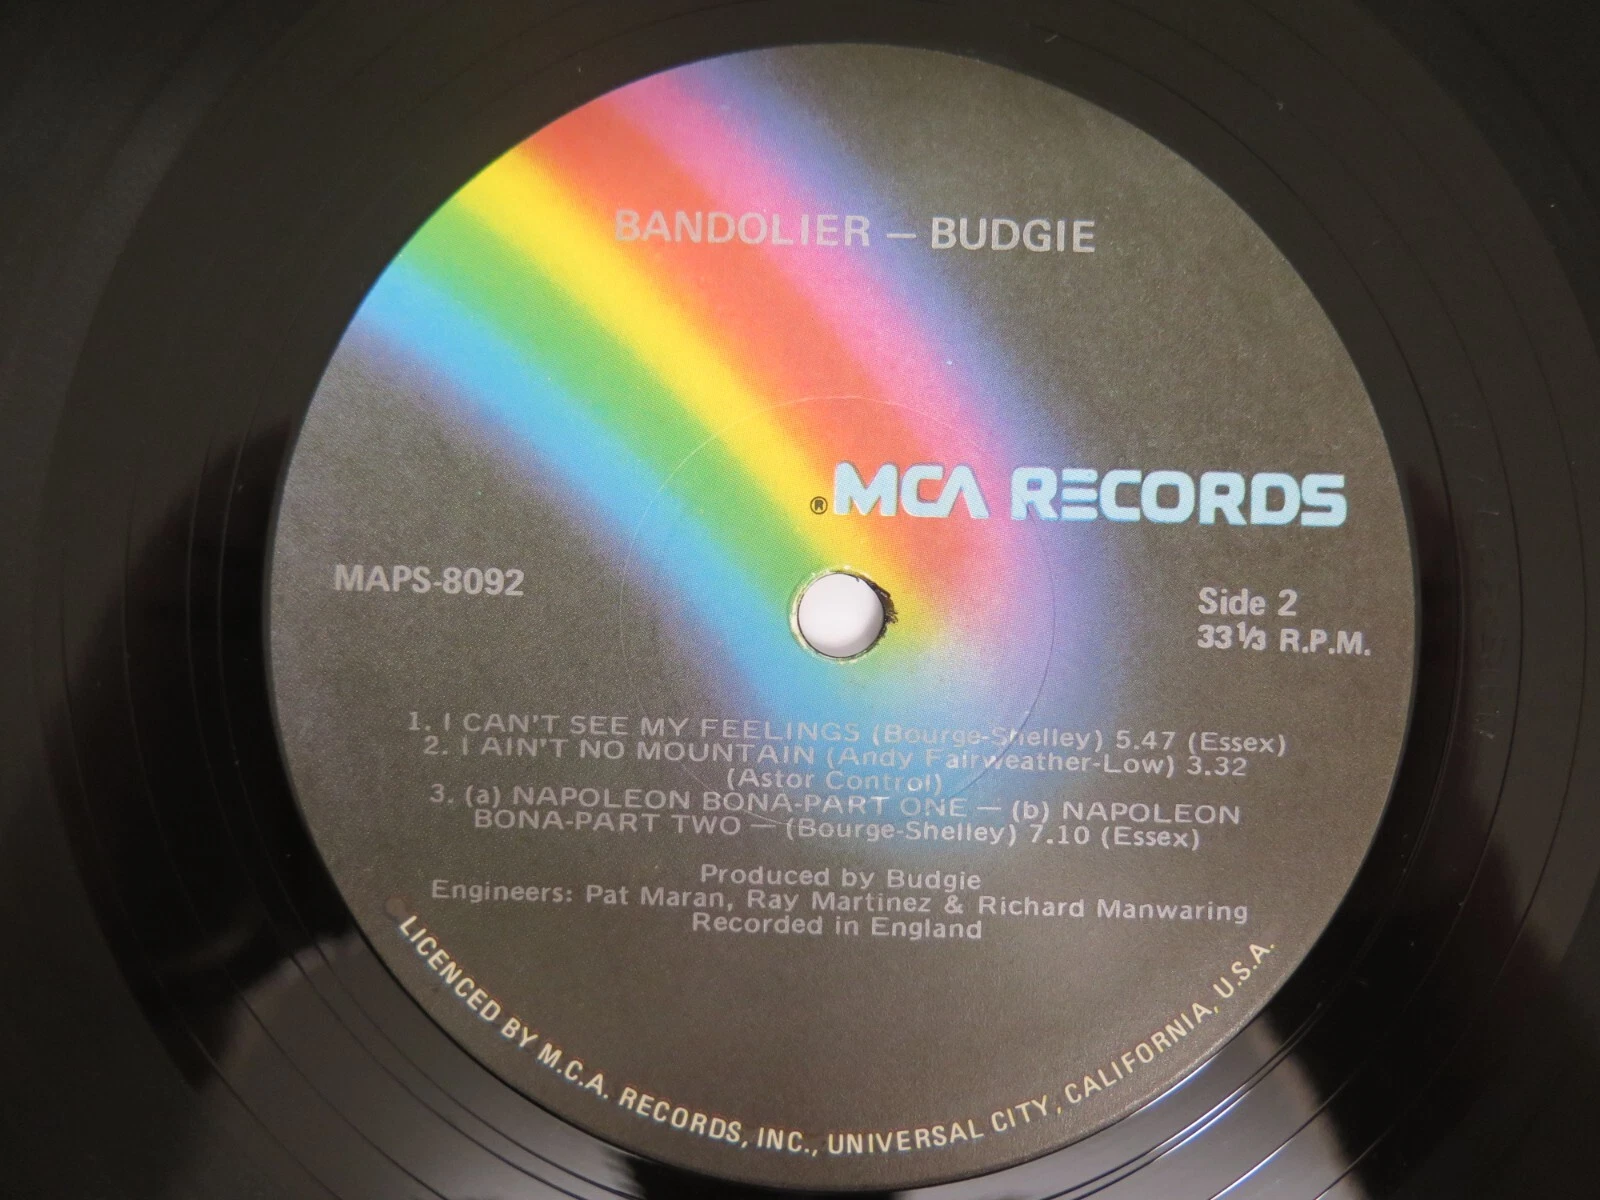 BANDOLIER — BUDGIE
® MCA RECORDS
MAPS-8092
Side 2
33⅓ R.P.M.
1. I CAN'T SEE MY FEELINGS (Bourge-Shelley) 5.47 (Essex)
2. I AIN'T NO MOUNTAIN (Andy Fairweather-Low) 3.32
(Astor Control)
3. (a) NAPOLEON BONA-PART ONE — (b) NAPOLEON
BONA-PART TWO — (Bourge-Shelley) 7.10 (Essex)
Produced by Budgie
Engineers: Pat Maran, Ray Martinez & Richard Manwaring
Recorded in England
LICENCED BY M.C.A. RECORDS, INC., UNIVERSAL CITY, CALIFORNIA, U.S.A.